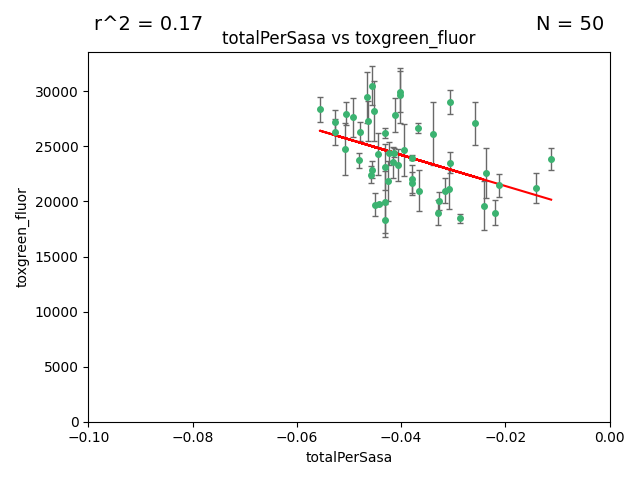 r^2 = 0.17
N = 50
totalPerSasa vs toxgreen_fluor
toxgreen_fluor
30000
25000
20000
15000
10000
5000
0
−0.10
−0.08
−0.06
−0.04
−0.02
0.00
totalPerSasa